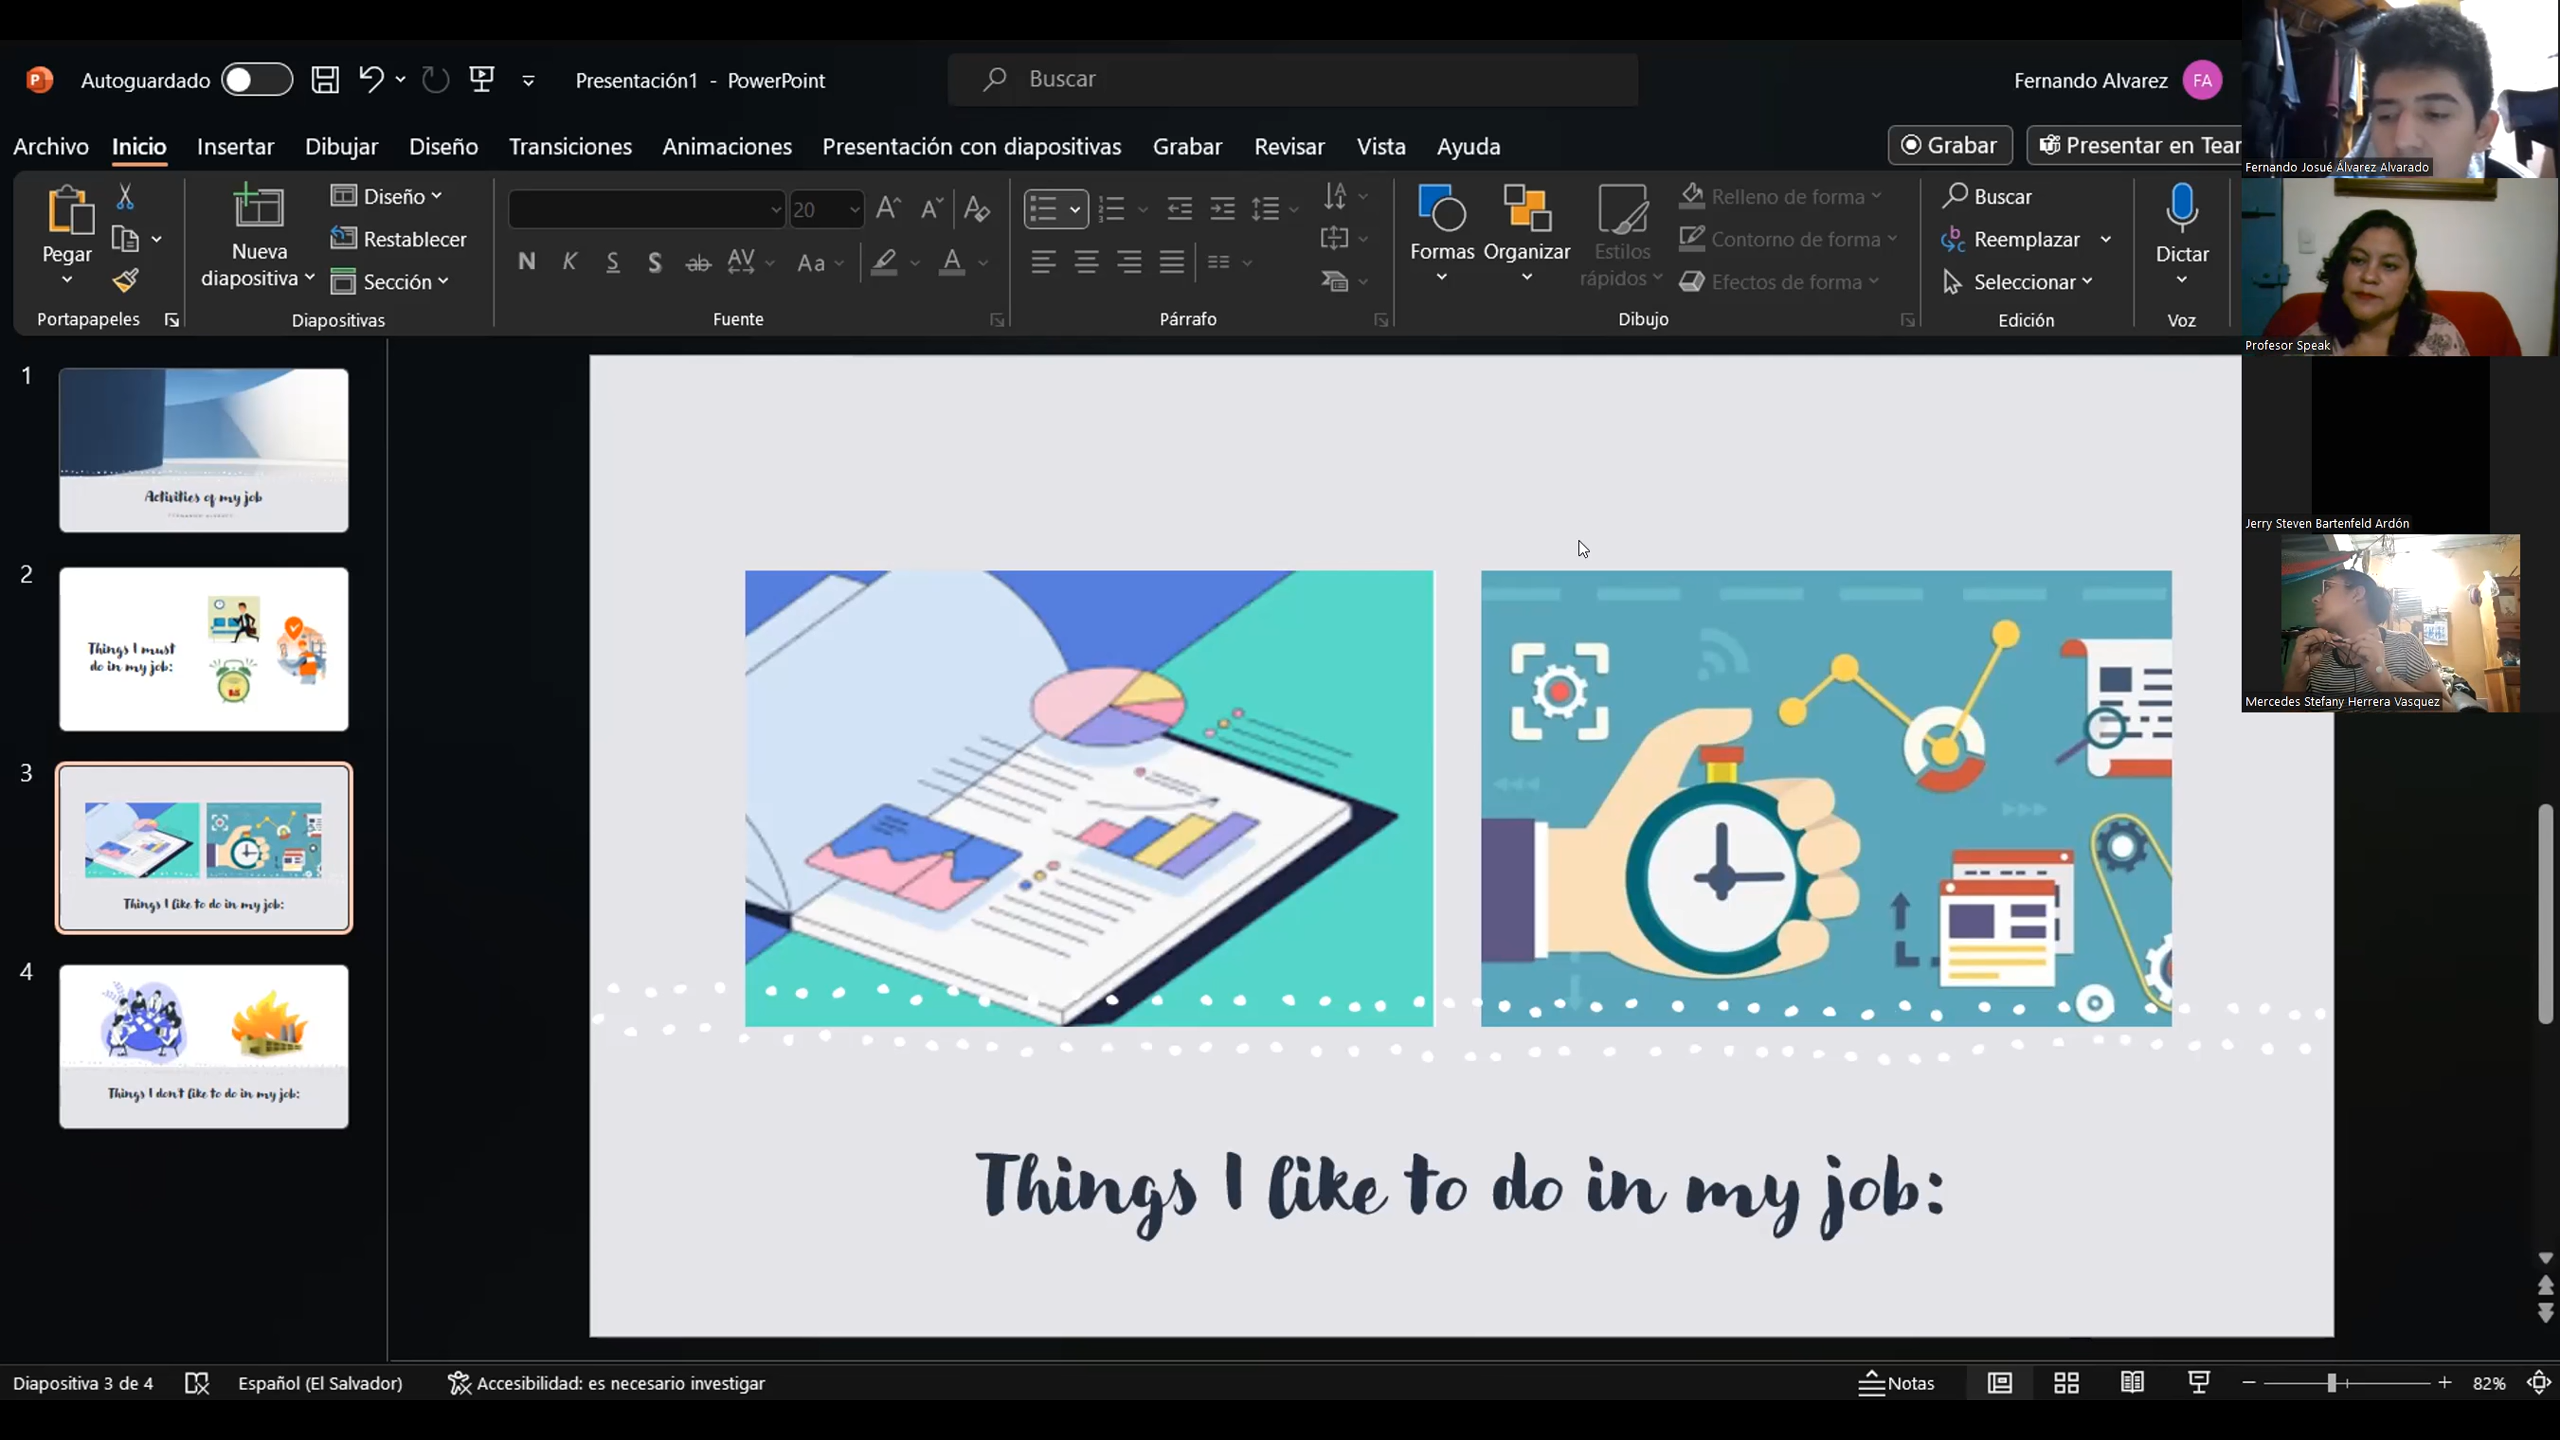 Autoguardado
Presentación1 - PowerPoint
Buscar
Fernando Alvarez FA
Archivo Inicio Insertar Dibujar Diseño Transiciones Animaciones Presentación con diapositivas Grabar Revisar Vista Ayuda
Grabar
Presentar en Tear
Pegar
Portapapeles
Nueva
diapositiva
Diseño
Restablecer
Sección
Diapositivas
20
N K S S ab AV Aa A
Fuente
Párrafo
Formas
Organizar
Estilos
rápidos
Relleno de forma
Contorno de forma
Efectos de forma
Dibujo
Buscar
Reemplazar
Seleccionar
Edición
Dictar
Voz
Fernando Josué Álvarez Alvarado
Profesor Speak
Jerry Steven Bartenfeld Ardón
Mercedes Stefany Herrera Vasquez
1
Activities of my job
2
Things I must
do in my job:
3
Things I like to do in my job:
4
Things I don't like to do in my job:
Things I like to do in my job:
Diapositiva 3 de 4
Español (El Salvador)
Accesibilidad: es necesario investigar
Notas
82%